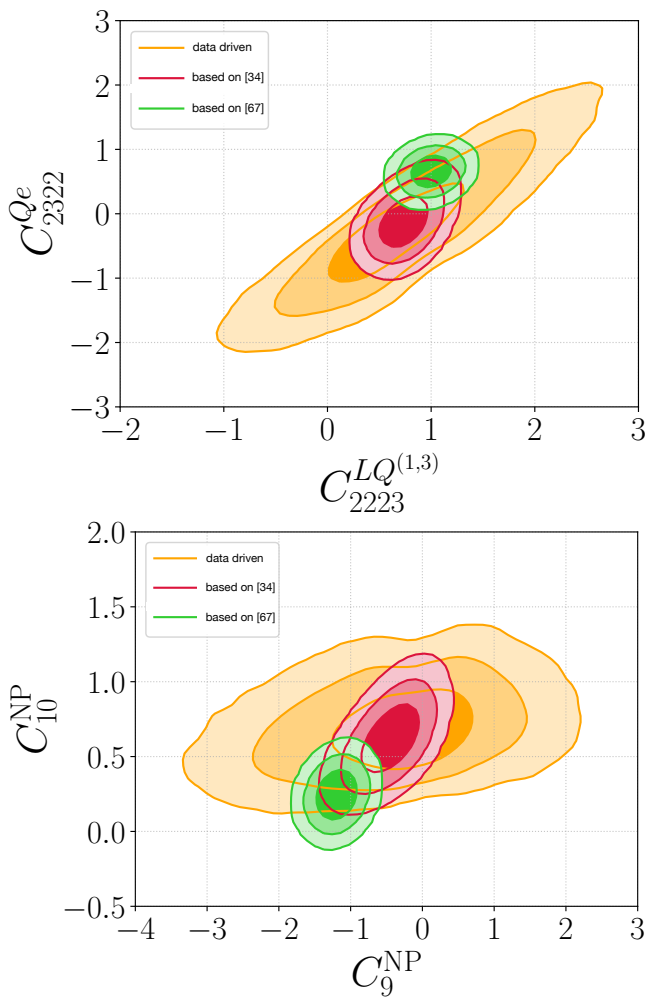 3
2
1
0
−1
−2
−3
C^{Qe}_{2322}
data driven
based on [34]
based on [67]
−2 −1 0 1 2 3
C^{LQ^{(1,3)}}_{2223}
2.0
1.5
1.0
0.5
0.0
−0.5
C^{NP}_{10}
data driven
based on [34]
based on [67]
−4 −3 −2 −1 0 1 2 3
C^{NP}_{9}